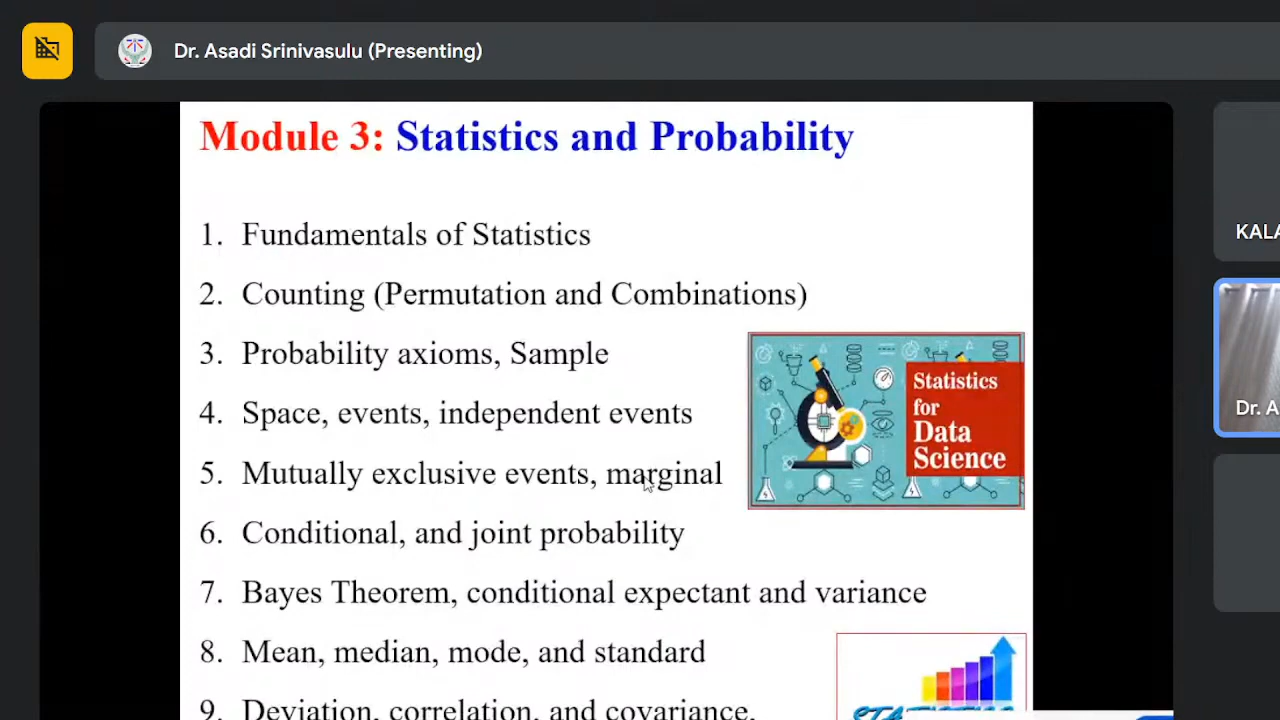 Dr. Asadi Srinivasulu (Presenting)
Module 3: Statistics and Probability
1. Fundamentals of Statistics
2. Counting (Permutation and Combinations)
3. Probability axioms, Sample
4. Space, events, independent events
5. Mutually exclusive events, marginal
6. Conditional, and joint probability
7. Bayes Theorem, conditional expectant and variance
8. Mean, median, mode, and standard
9. Deviation, correlation, and covariance,
Statistics
for
Data
Science
STATISTICS
KALA
Dr. A